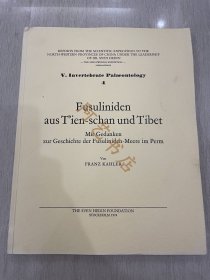 REPORTS FROM THE SCIENTIFIC EXPEDITION TO THE
NORTH-WESTERN PROVINCES OF CHINA UNDER THE LEADERSHIP
OF DR. SVEN HEDIN
V. Invertebrate Palæontology
4
Fusuliniden
aus T'ien-schan und Tibet
Mit Gedanken
zur Geschichte der Fusuliniden-Meere im Perm
Von
FRANZ KAHLER
THE SVEN HEDIN FOUNDATION
STOCKHOLM